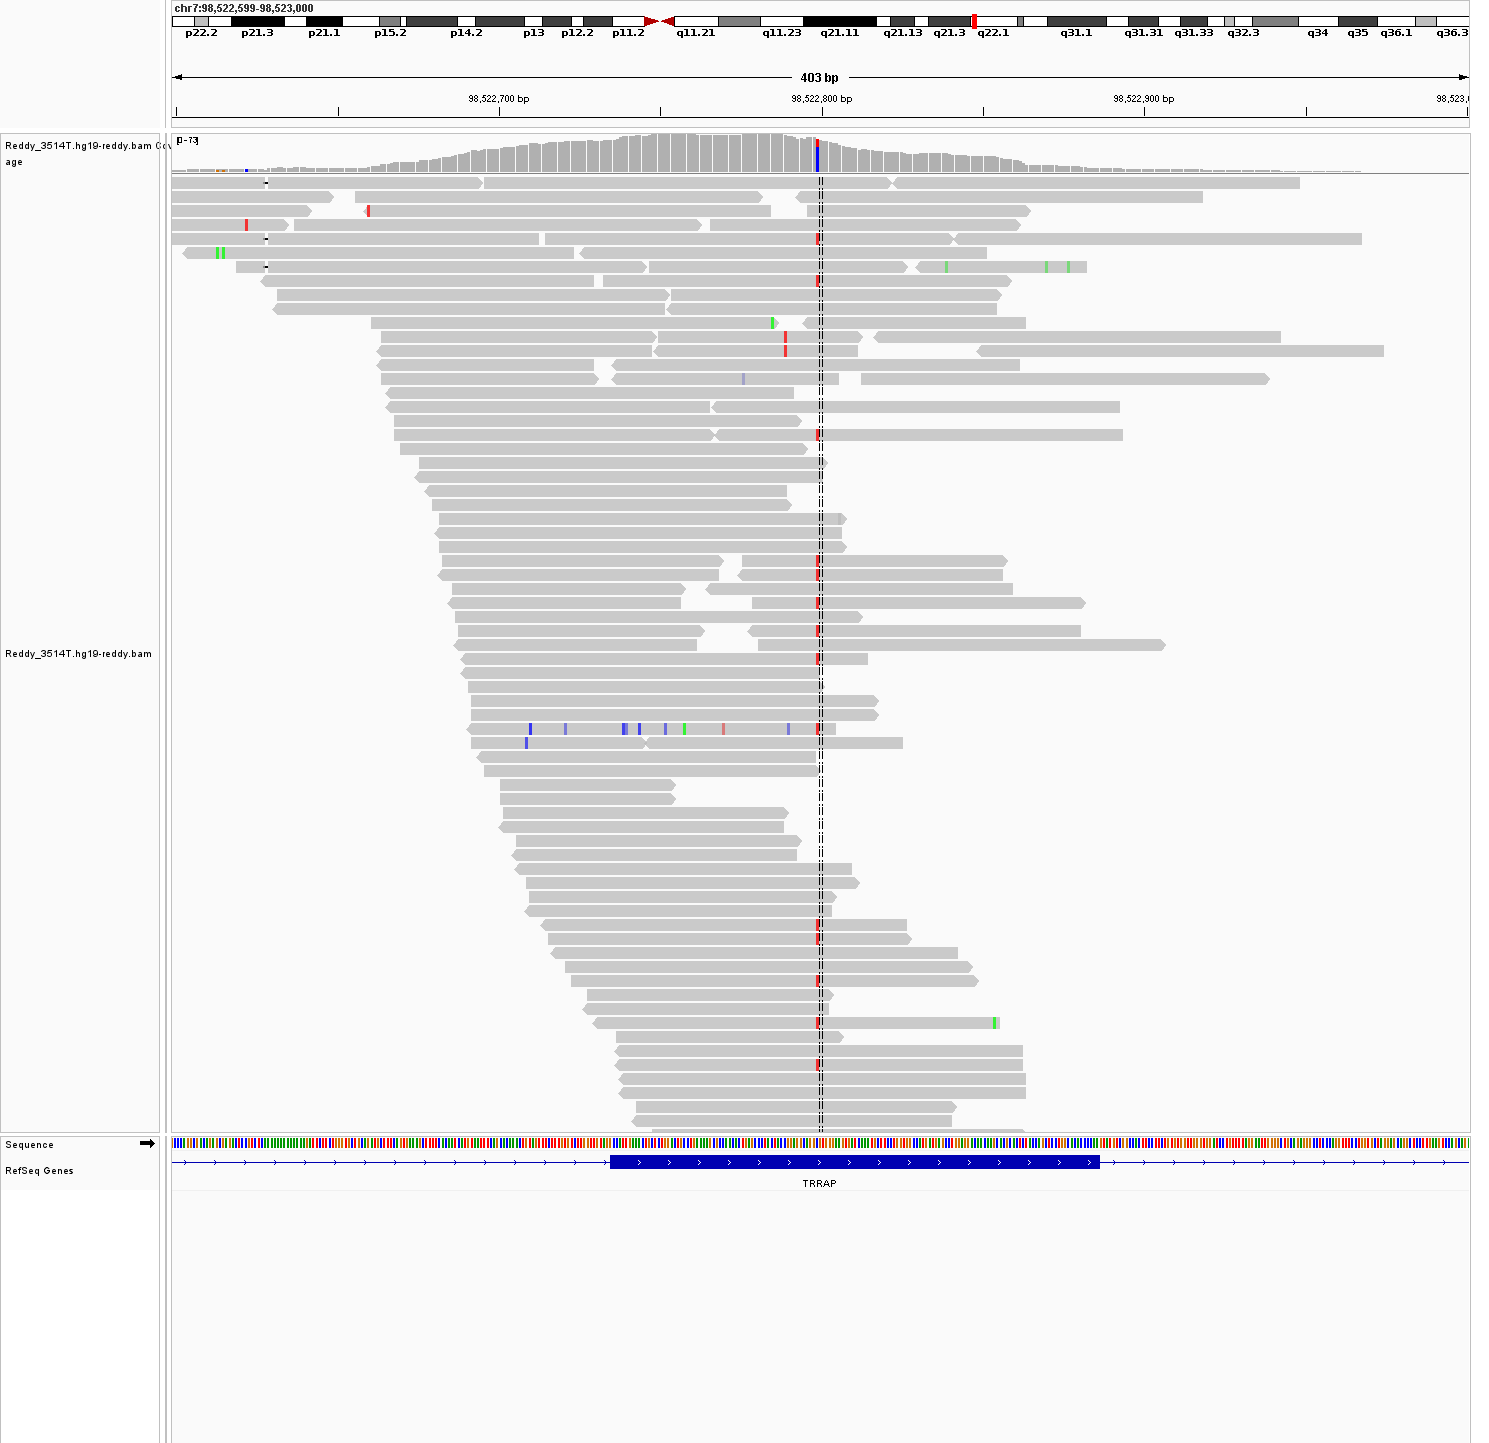 chr7:98,522,599-98,523,000
p22.2 p21.3 p21.1 p15.2 p14.2 p13 p12.2 p11.2 q11.21 q11.23 q21.11 q21.13 q21.3 q22.1 q31.1 q31.31 q31.33 q32.3 q34 q35 q36.1 q36.3
403 bp
98,522,700 bp 98,522,800 bp 98,522,900 bp 98,523,0
Reddy_3514T.hg19-reddy.bam Cov
age
[0-73]
Reddy_3514T.hg19-reddy.bam
Sequence
RefSeq Genes
TRRAP